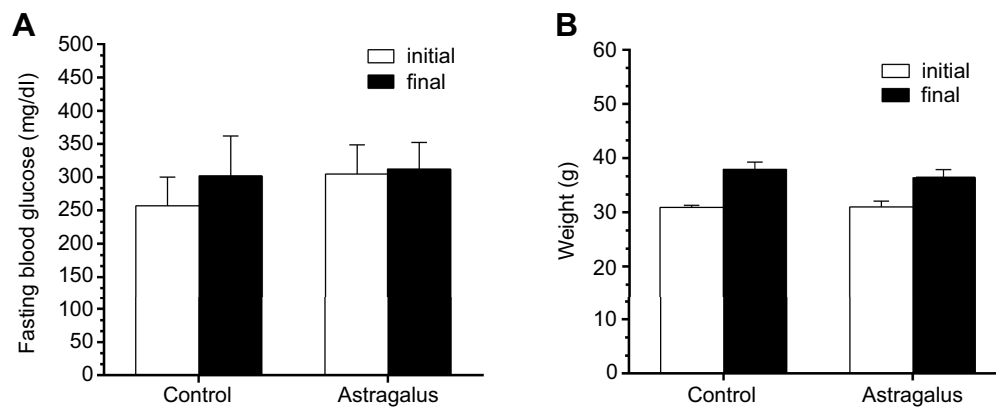 A
Fasting blood glucose (mg/dl)
500
450
400
350
300
250
200
150
100
50
0
initial
final
Control
Astragalus
B
Weight (g)
60
50
40
30
20
10
0
initial
final
Control
Astragalus